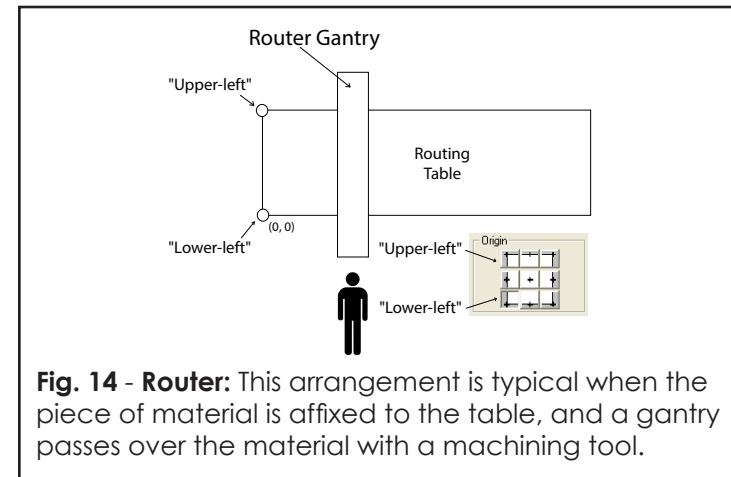 Router Gantry
"Upper-left"
Routing
Table
(0, 0)
"Lower-left"
Origin
"Upper-left"
"Lower-left"
Fig. 14 - Router: This arrangement is typical when the
piece of material is affixed to the table, and a gantry
passes over the material with a machining tool.